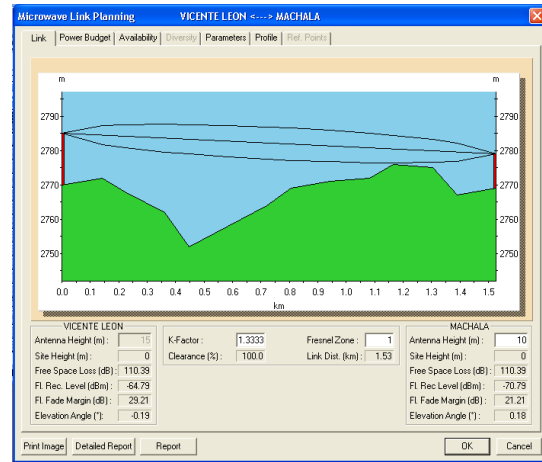 Microwave Link Planning VICENTE LEON <---> MACHALA
Link Power Budget Availability Diversity Parameters Profile Ref. Points
m m
2790 2790
2780 2780
2770 2770
2760 2760
2750 2750
0.0 0.1 0.2 0.3 0.4 0.5 0.6 0.7 0.8 0.9 1.0 1.1 1.2 1.3 1.4 1.5
km
VICENTE LEON MACHALA
Antenna Height (m) : 15 K-Factor : 1.3333 Fresnel Zone : 1 Antenna Height (m) : 10
Site Height (m) : 0 Clearance (%) : 100.0 Link Dist. (km) : 1.53 Site Height (m) : 0
Free Space Loss (dB) : 110.39 Free Space Loss (dB) : 110.39
Fl. Rec. Level (dBm) : -64.79 Fl. Rec. Level (dBm) : -70.79
Fl. Fade Margin (dB) : 29.21 Fl. Fade Margin (dB) : 21.21
Elevation Angle (°): -0.19 Elevation Angle (°) : 0.18
Print Image Detailed Report Report OK Cancel